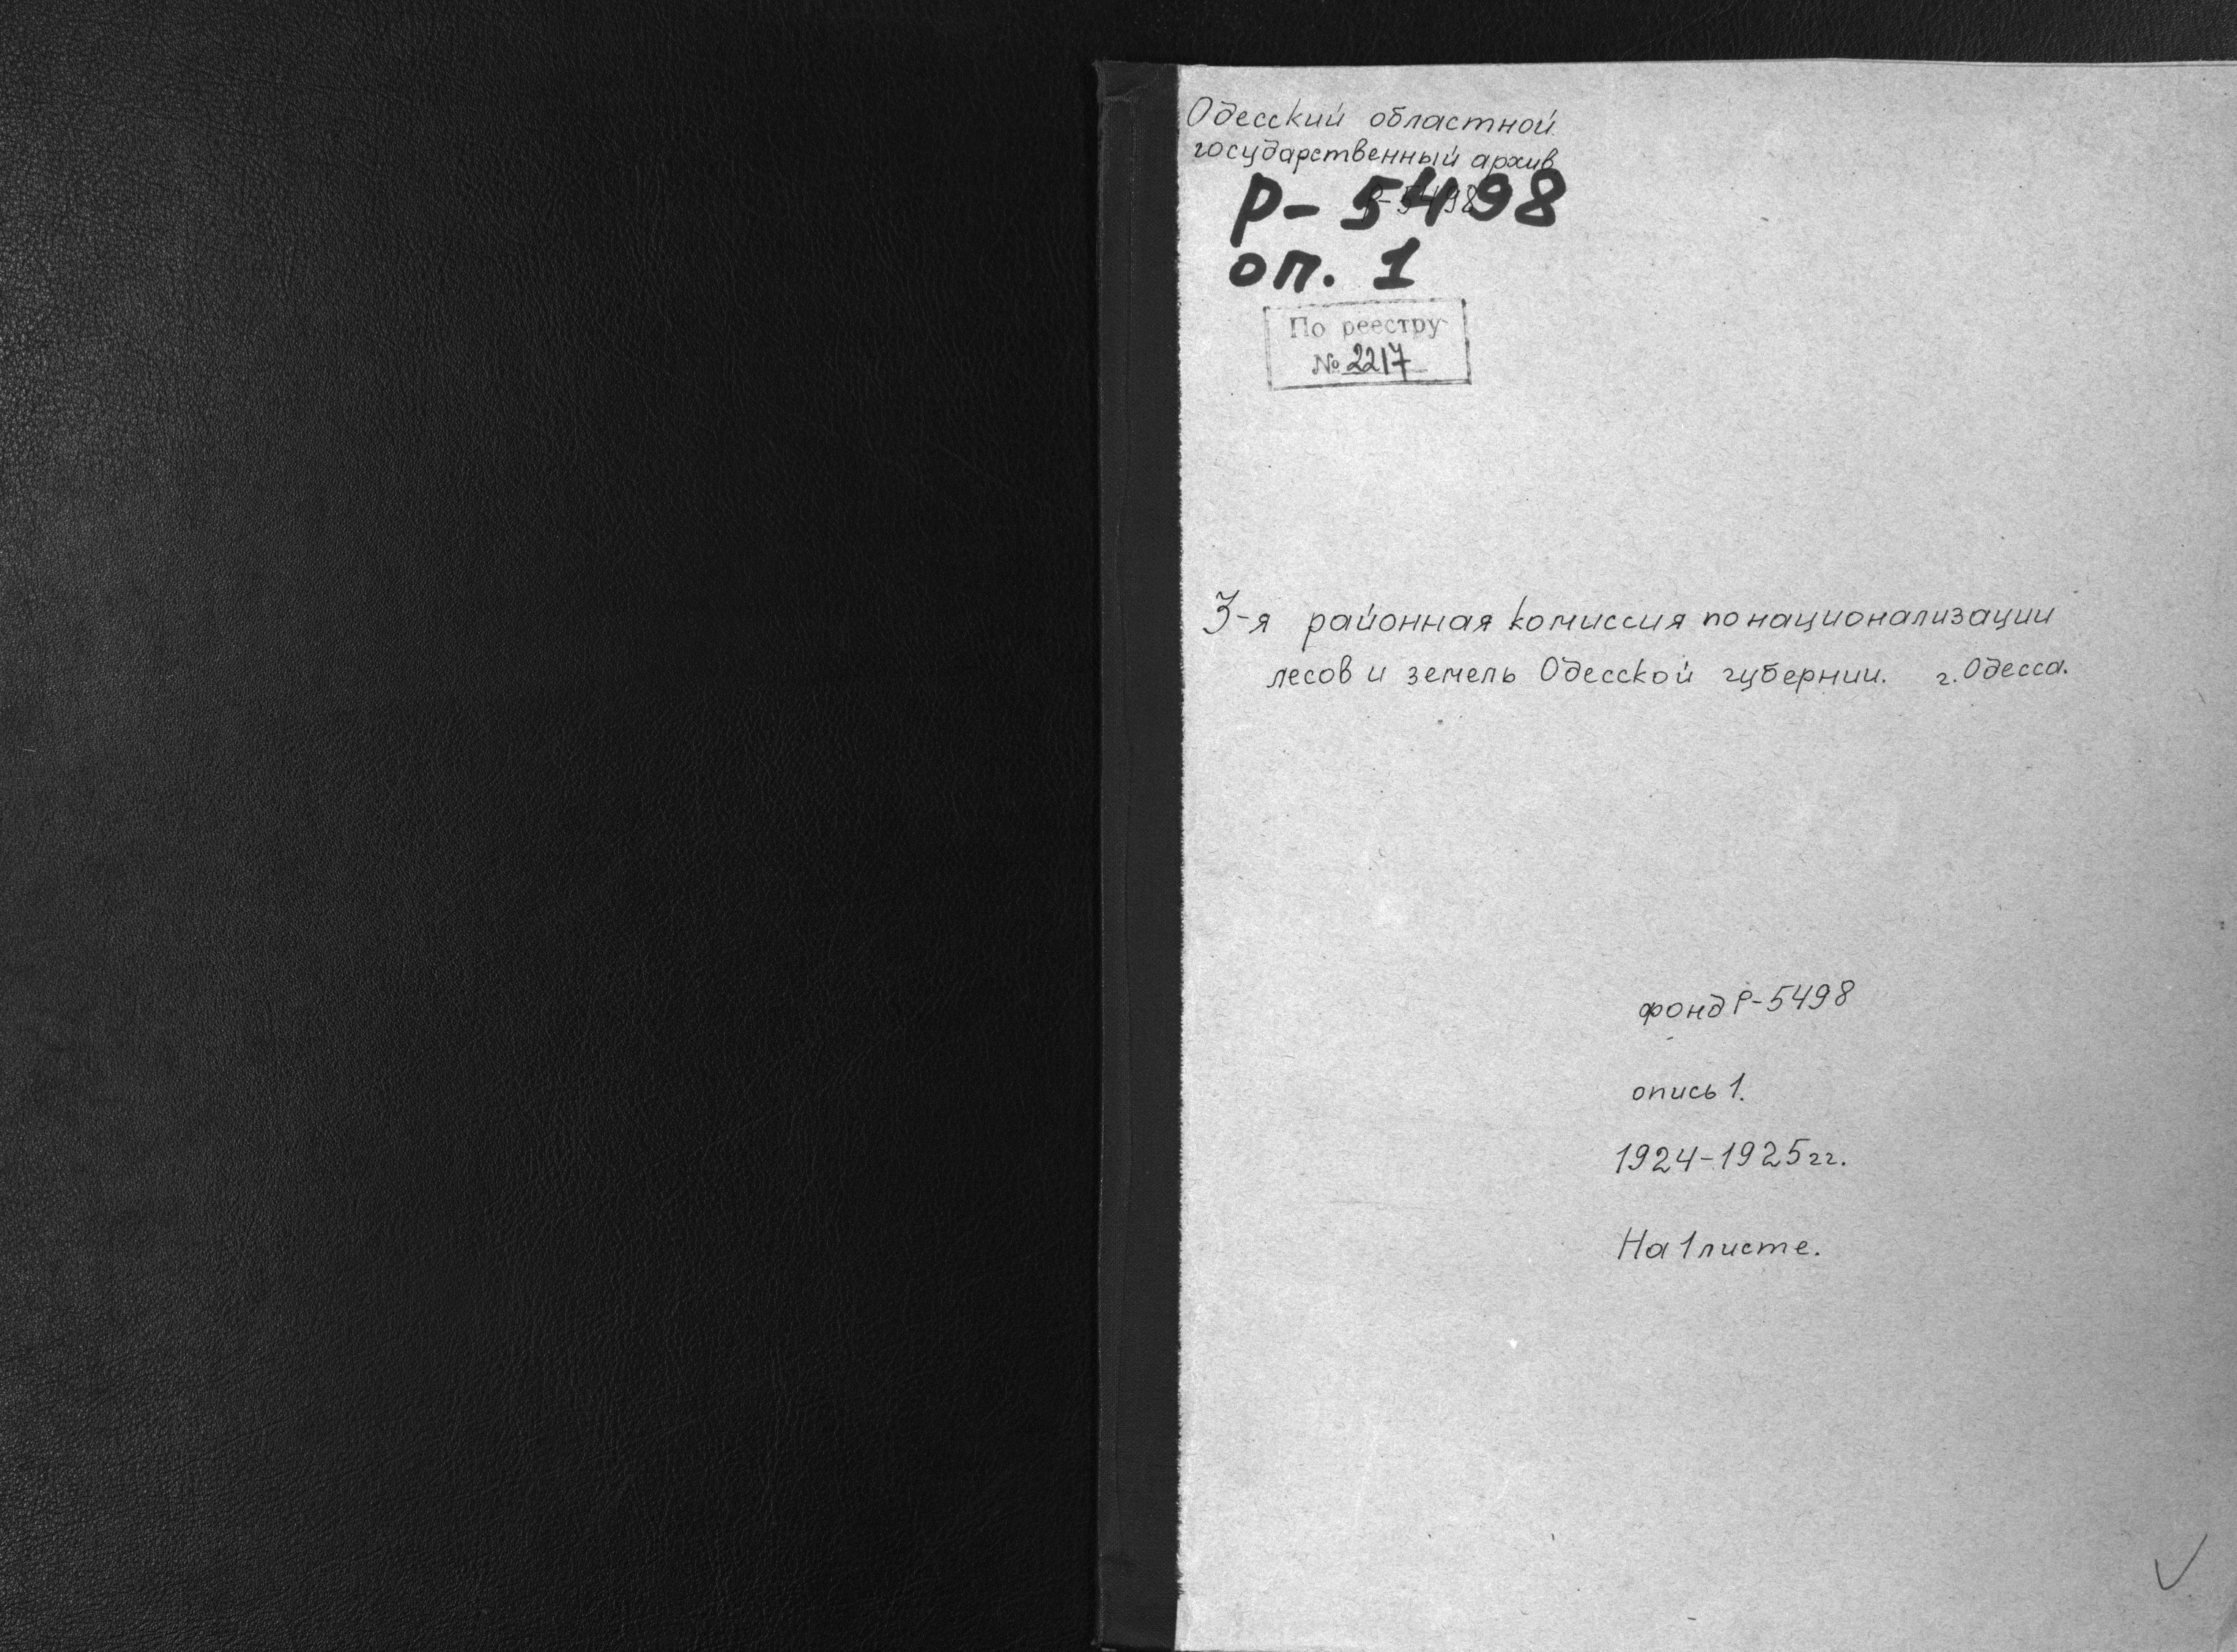 Одесский областной
государственный архив
Р-5498
Р-5498
оп. 1
По реестру
№ 2217
3-я районная комиссия по национализации
лесов и земель Одесской губернии. г. Одесса.
фонд Р-5498
опись 1.
1924-1925 гг.
На 1 листе.